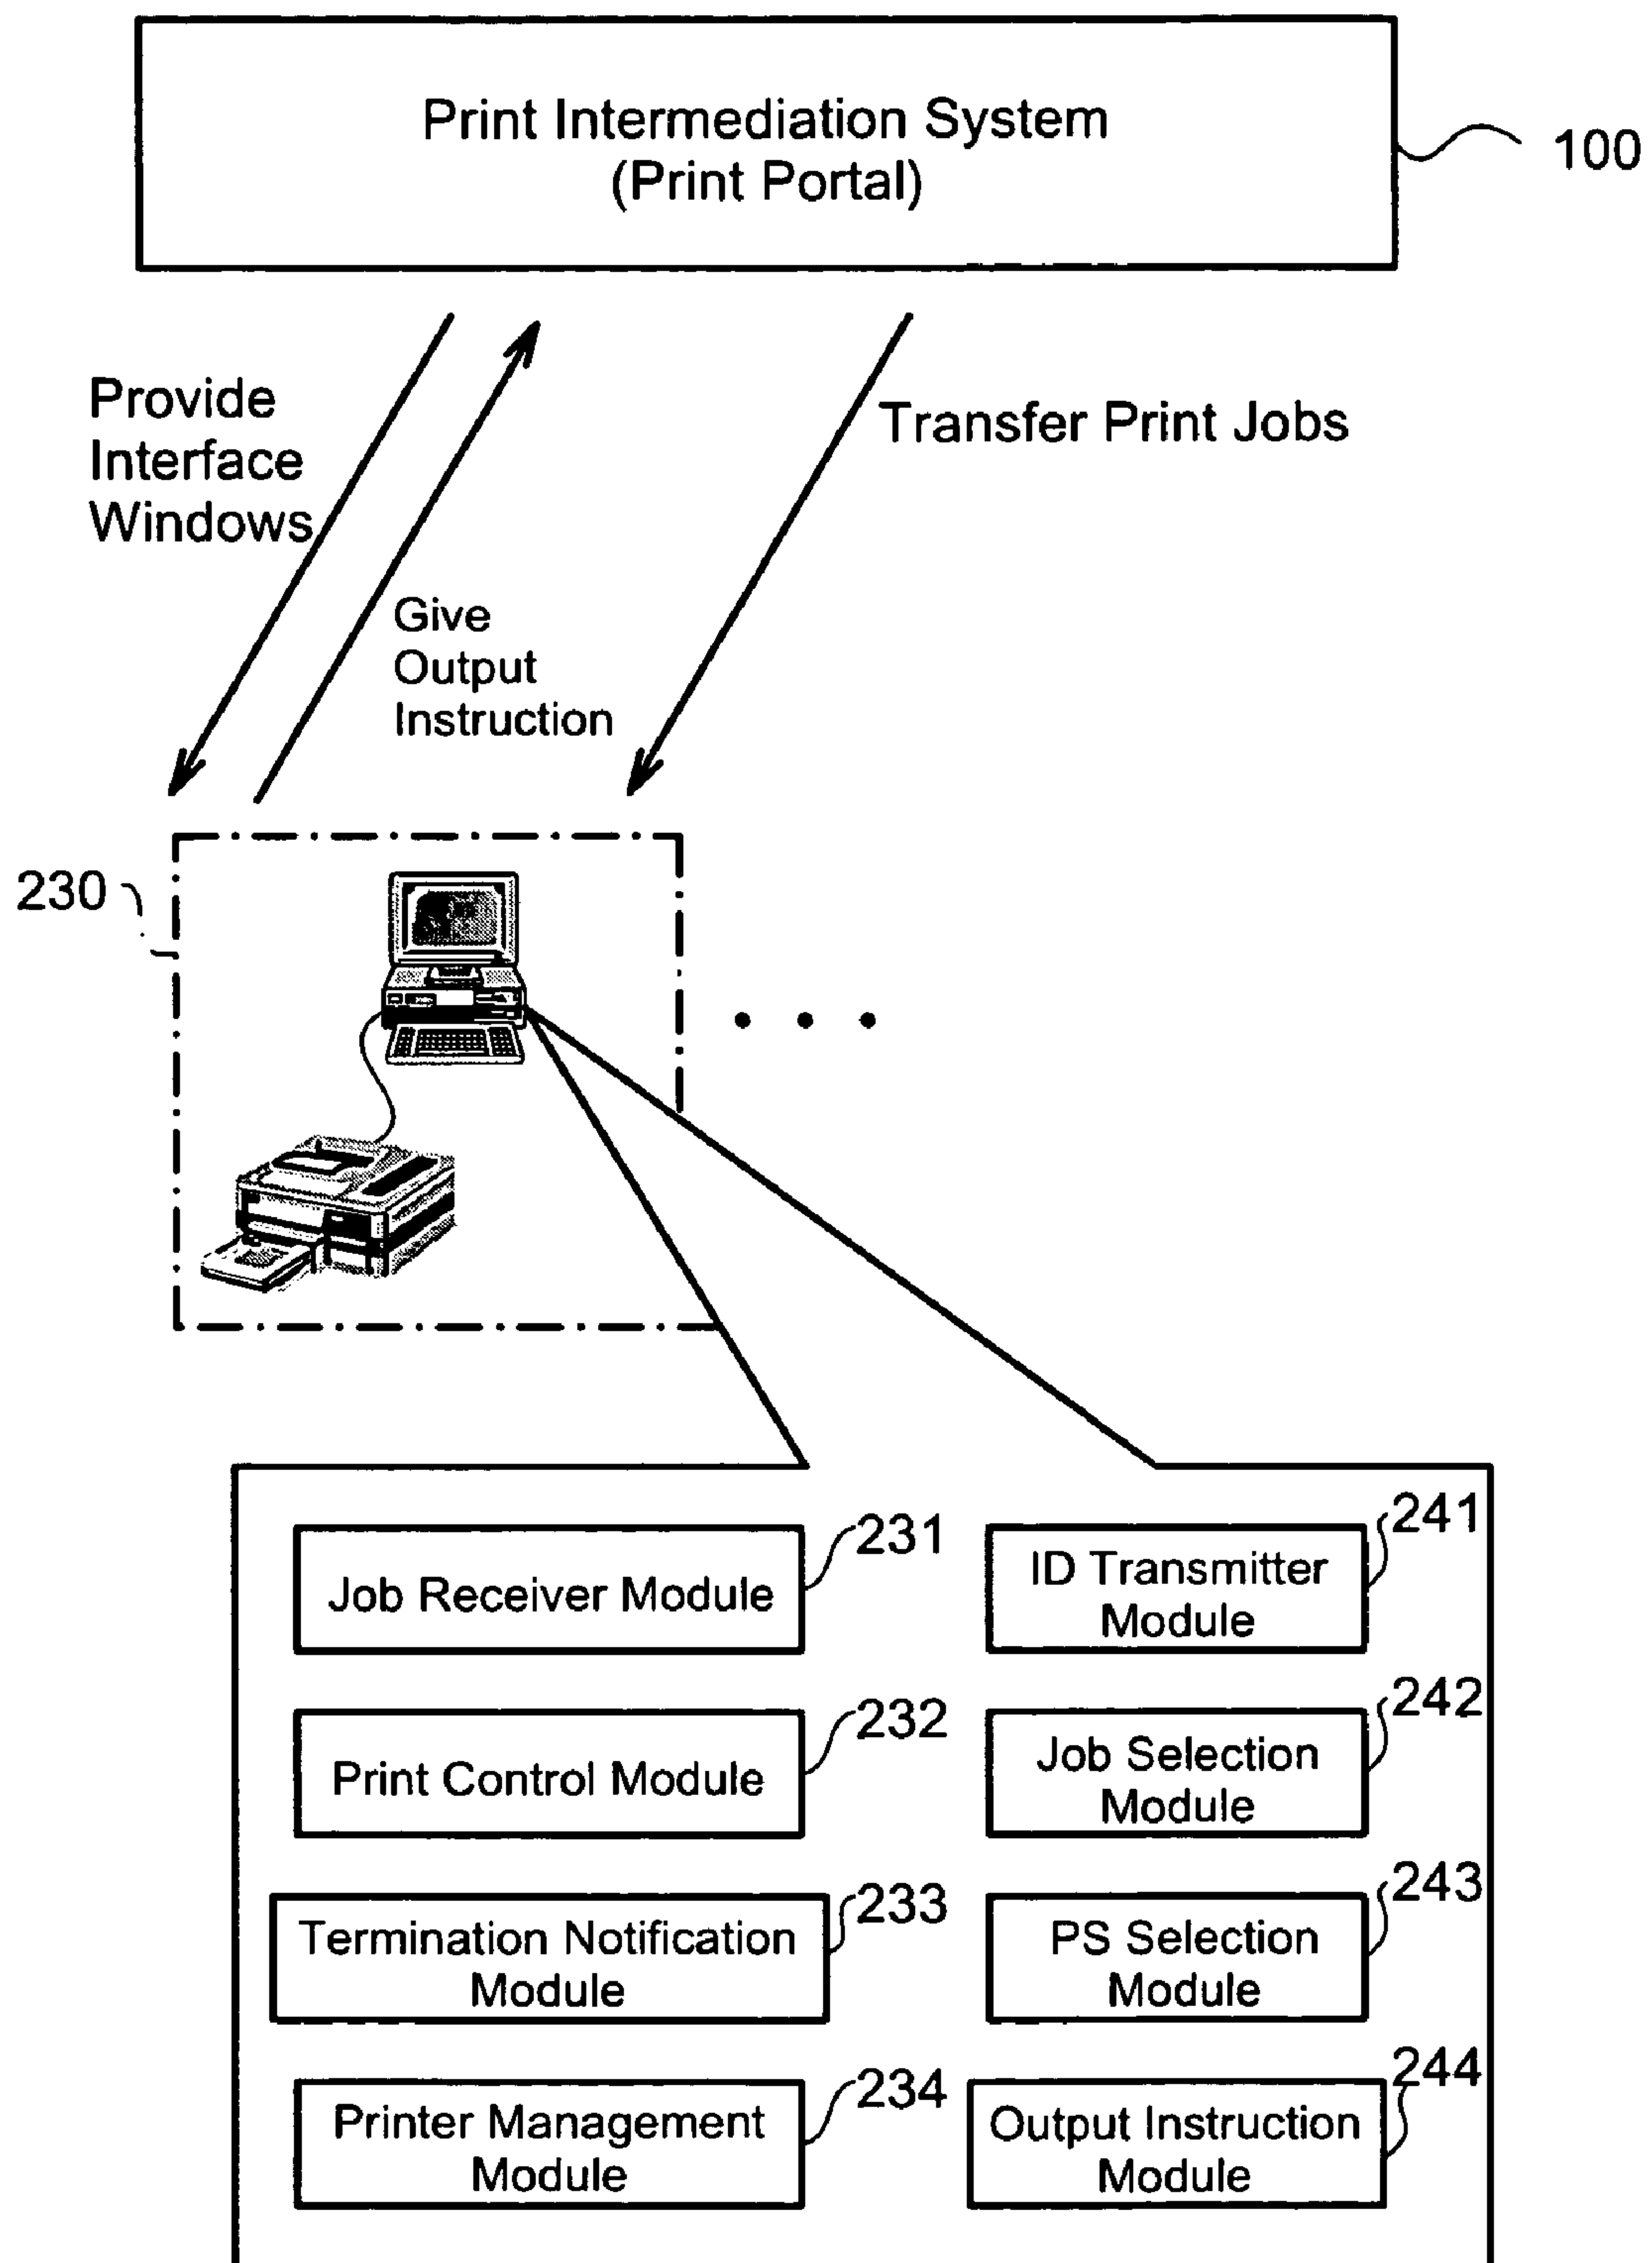 Print Intermediation System
(Print Portal)
100
Provide
Interface
Windows
Transfer Print Jobs
Give
Output
Instruction
230
231
Job Receiver Module
241
ID Transmitter
Module
232
Print Control Module
242
Job Selection
Module
233
Termination Notification
Module
243
PS Selection
Module
234
Printer Management
Module
244
Output Instruction
Module